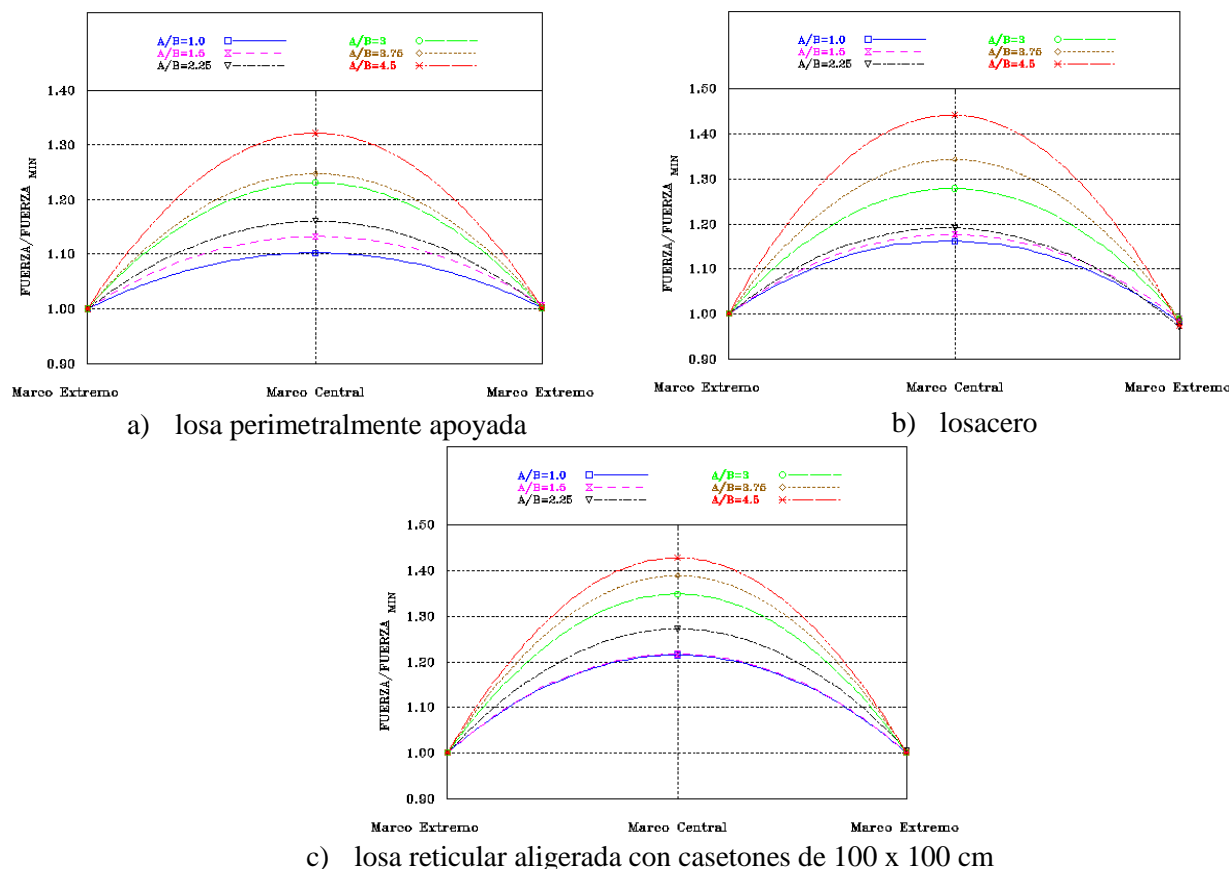 A/B=1.0 A/B=3
A/B=1.5 A/B=3.75
A/B=2.25 A/B=4.5
1.40
1.30
1.20
1.10
1.00
0.90
FUERZA/FUERZA MIN
Marco Extremo Marco Central Marco Extremo
a) losa perimetralmente apoyada
A/B=1.0 A/B=3
A/B=1.5 A/B=3.75
A/B=2.25 A/B=4.5
1.50
1.40
1.30
1.20
1.10
1.00
0.90
FUERZA/FUERZA MIN
Marco Extremo Marco Central Marco Extremo
b) losacero
A/B=1.0 A/B=3
A/B=1.5 A/B=3.75
A/B=2.25 A/B=4.5
1.50
1.40
1.30
1.20
1.10
1.00
0.90
FUERZA/FUERZA MIN
Marco Extremo Marco Central Marco Extremo
c) losa reticular aligerada con casetones de 100 x 100 cm